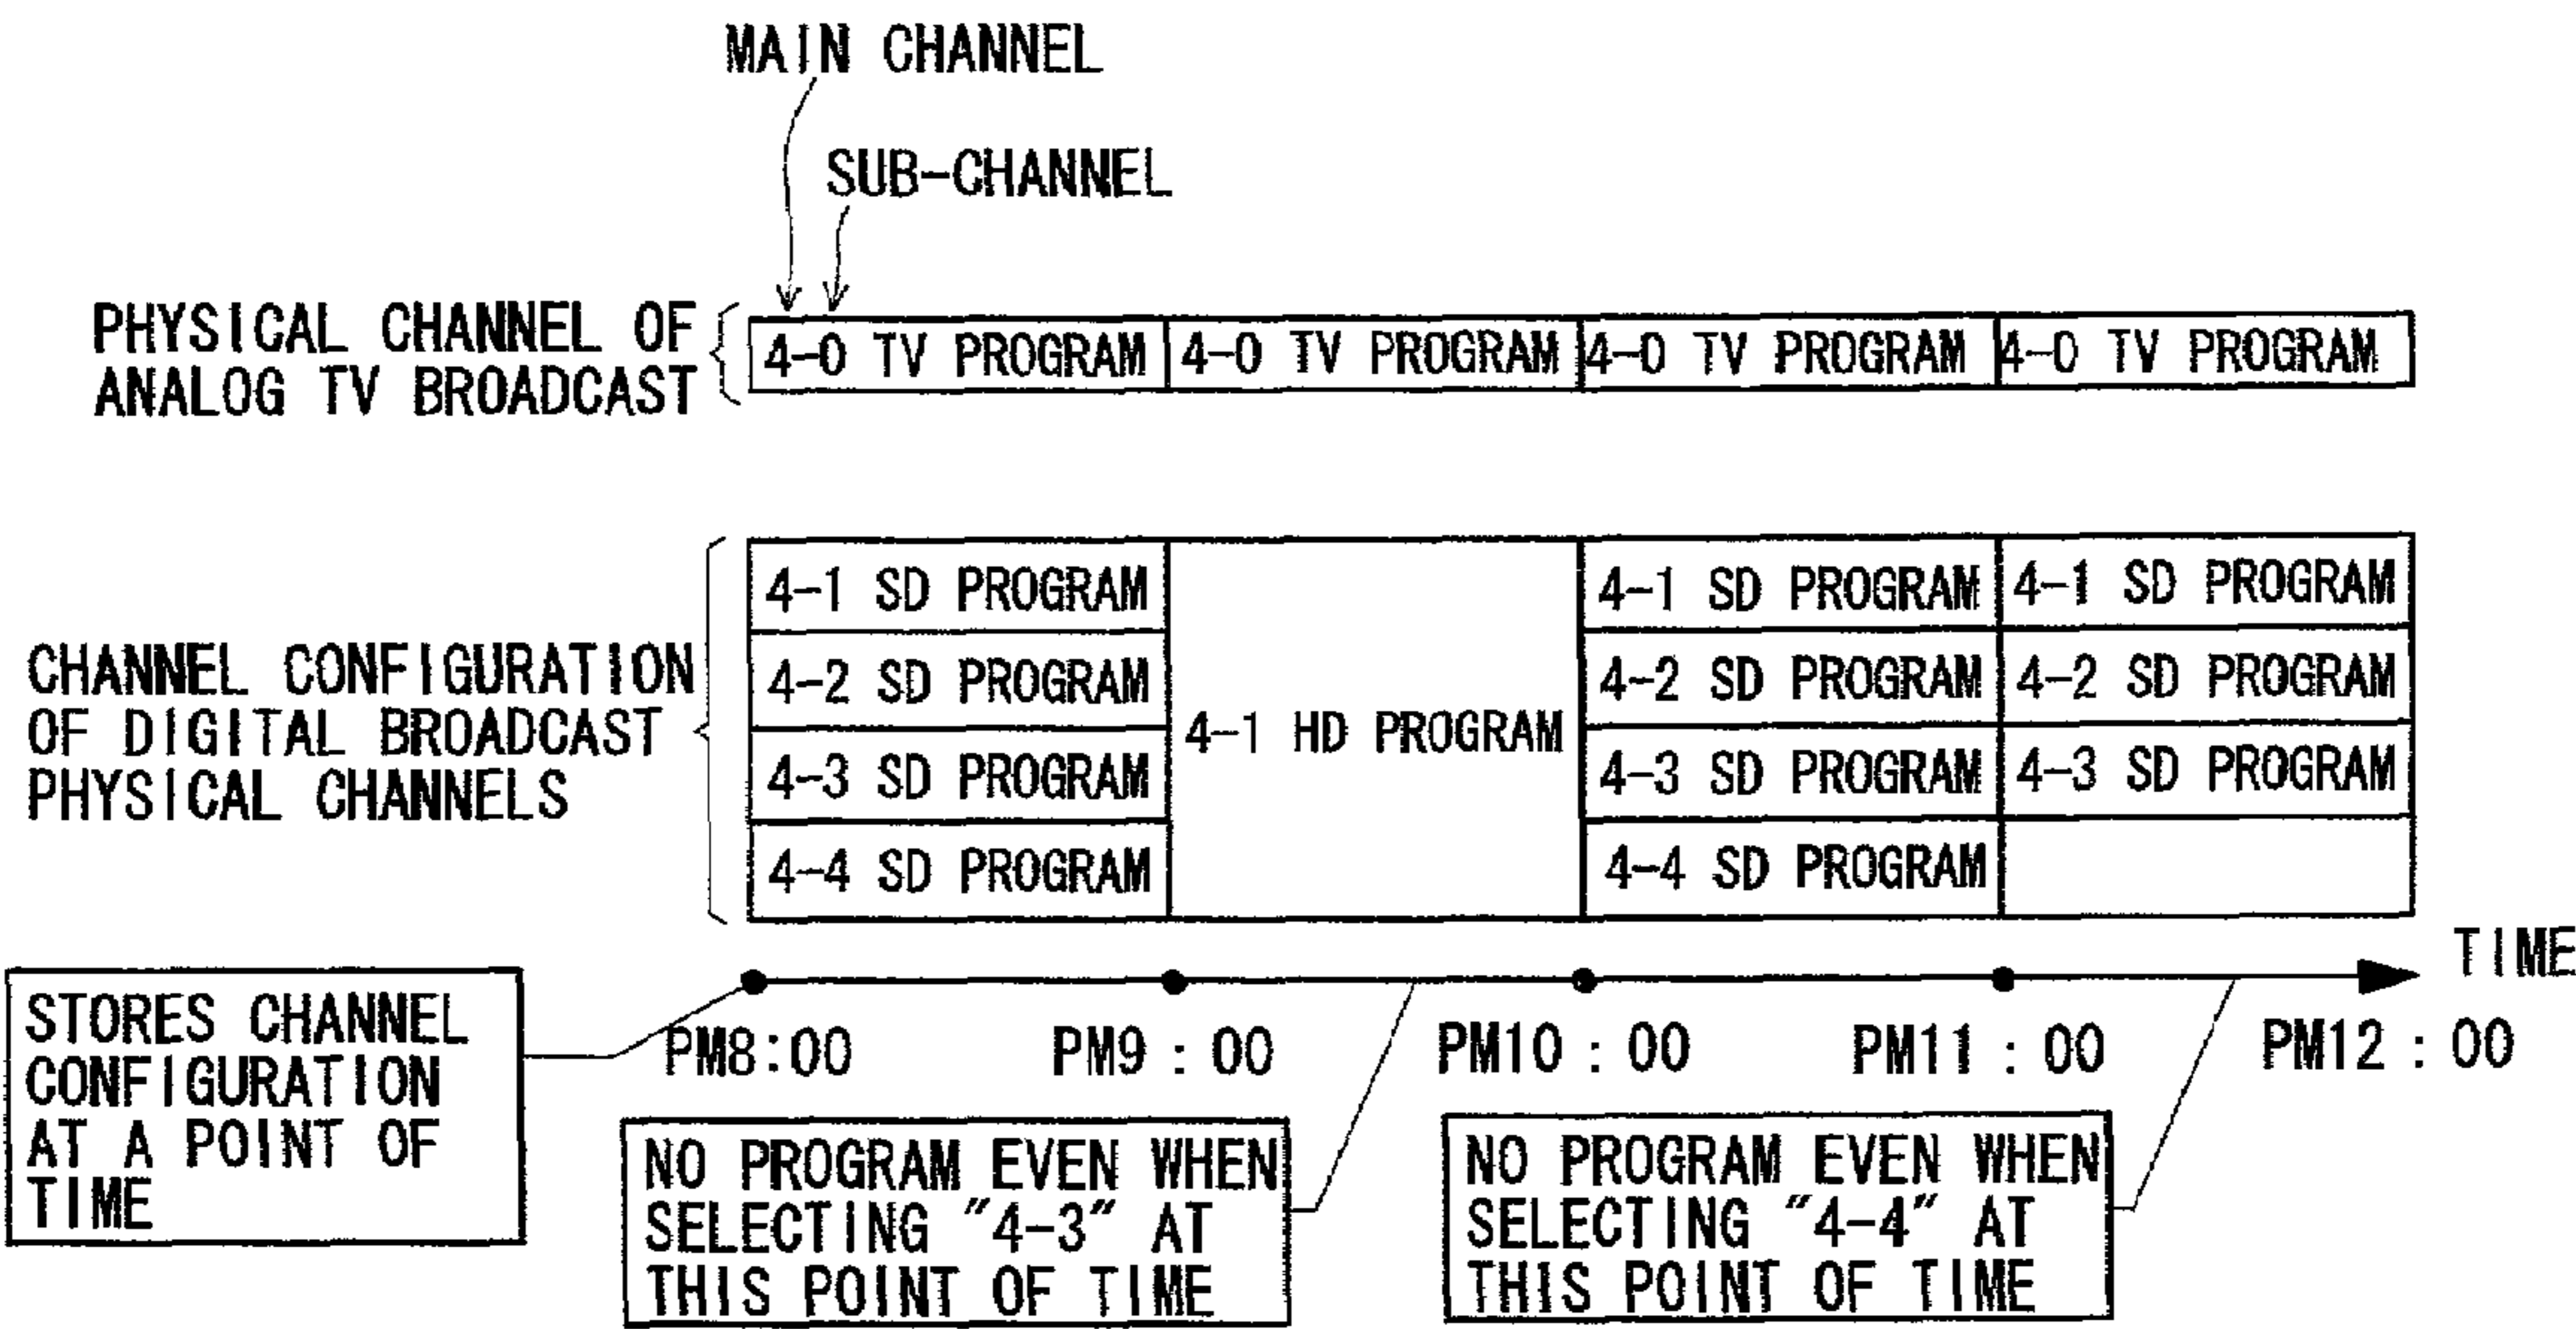 MAIN CHANNEL
SUB-CHANNEL
PHYSICAL CHANNEL OF
ANALOG TV BROADCAST
4-0 TV PROGRAM 4-0 TV PROGRAM 4-0 TV PROGRAM 4-0 TV PROGRAM
CHANNEL CONFIGURATION
OF DIGITAL BROADCAST
PHYSICAL CHANNELS
4-1 SD PROGRAM
4-2 SD PROGRAM
4-3 SD PROGRAM
4-4 SD PROGRAM
4-1 HD PROGRAM
4-1 SD PROGRAM
4-2 SD PROGRAM
4-3 SD PROGRAM
4-4 SD PROGRAM
4-1 SD PROGRAM
4-2 SD PROGRAM
4-3 SD PROGRAM
TIME
PM8:00 PM9:00 PM10:00 PM11:00 PM12:00
STORES CHANNEL
CONFIGURATION
AT A POINT OF
TIME
NO PROGRAM EVEN WHEN
SELECTING "4-3" AT
THIS POINT OF TIME
NO PROGRAM EVEN WHEN
SELECTING "4-4" AT
THIS POINT OF TIME